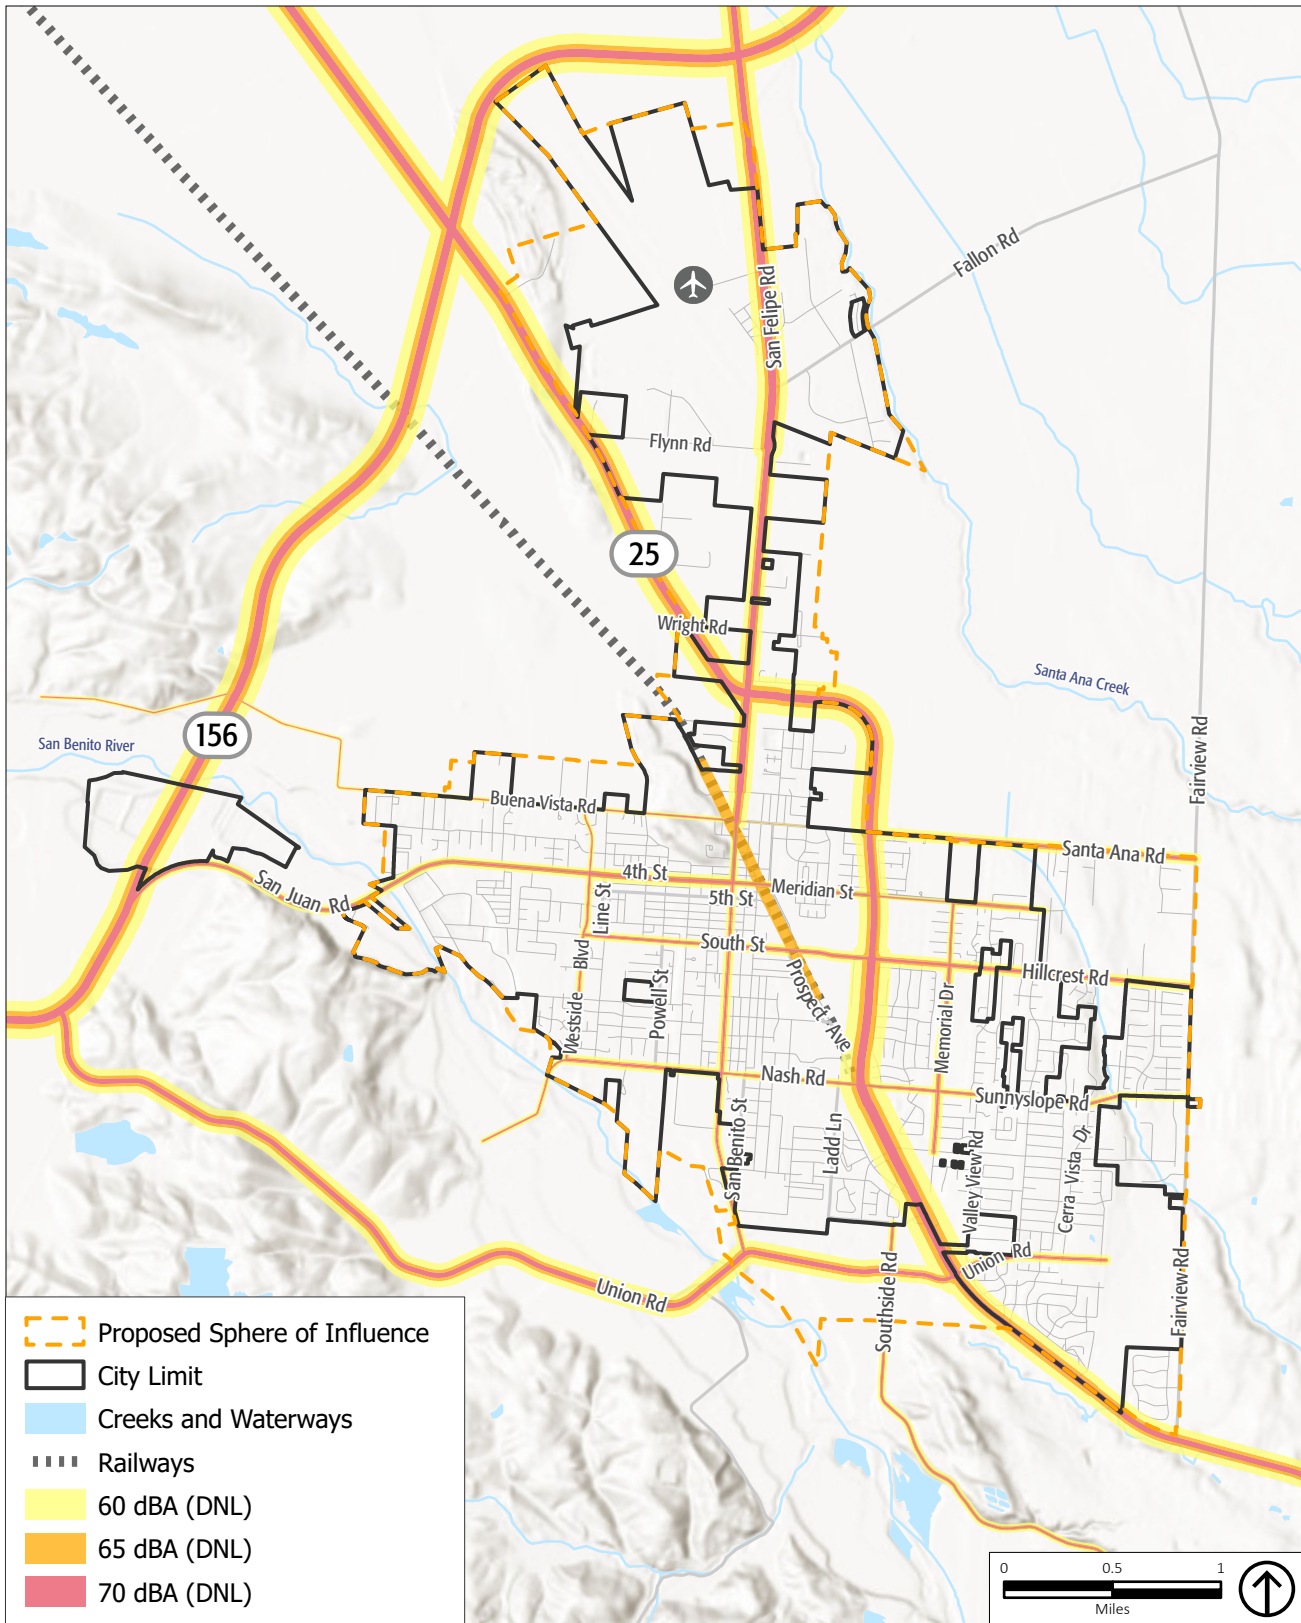 Fallon Rd
San Felipe Rd
Flynn Rd
25
Wright Rd
Santa Ana Creek
156
San Benito River
Fairview Rd
Buena Vista Rd
Santa Ana Rd
4th St
Meridian St
San Juan Rd
Line St
5th St
South St
Westside Blvd
Powell St
Prospect Ave
Memorial Dr
Hillcrest Rd
Nash Rd
Sunnyslope Rd
San Benito St
Ladd Ln
Valley View Rd
Cerra Vista Dr
Union Rd
Fairview Rd
Southside Rd
Union Rd
Proposed Sphere of Influence
City Limit
Creeks and Waterways
Railways
60 dBA (DNL)
65 dBA (DNL)
70 dBA (DNL)
0 0.5 1
Miles